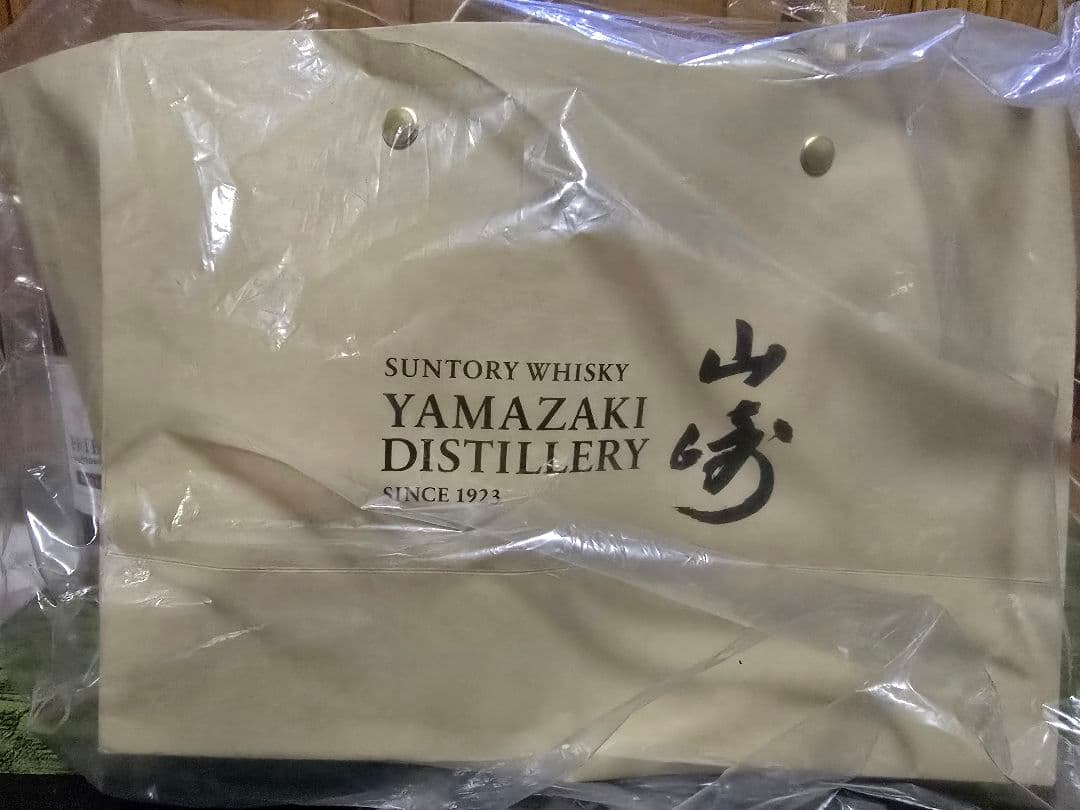 SUNTORY WHISKY
YAMAZAKI
DISTILLERY
SINCE 1923
山崎